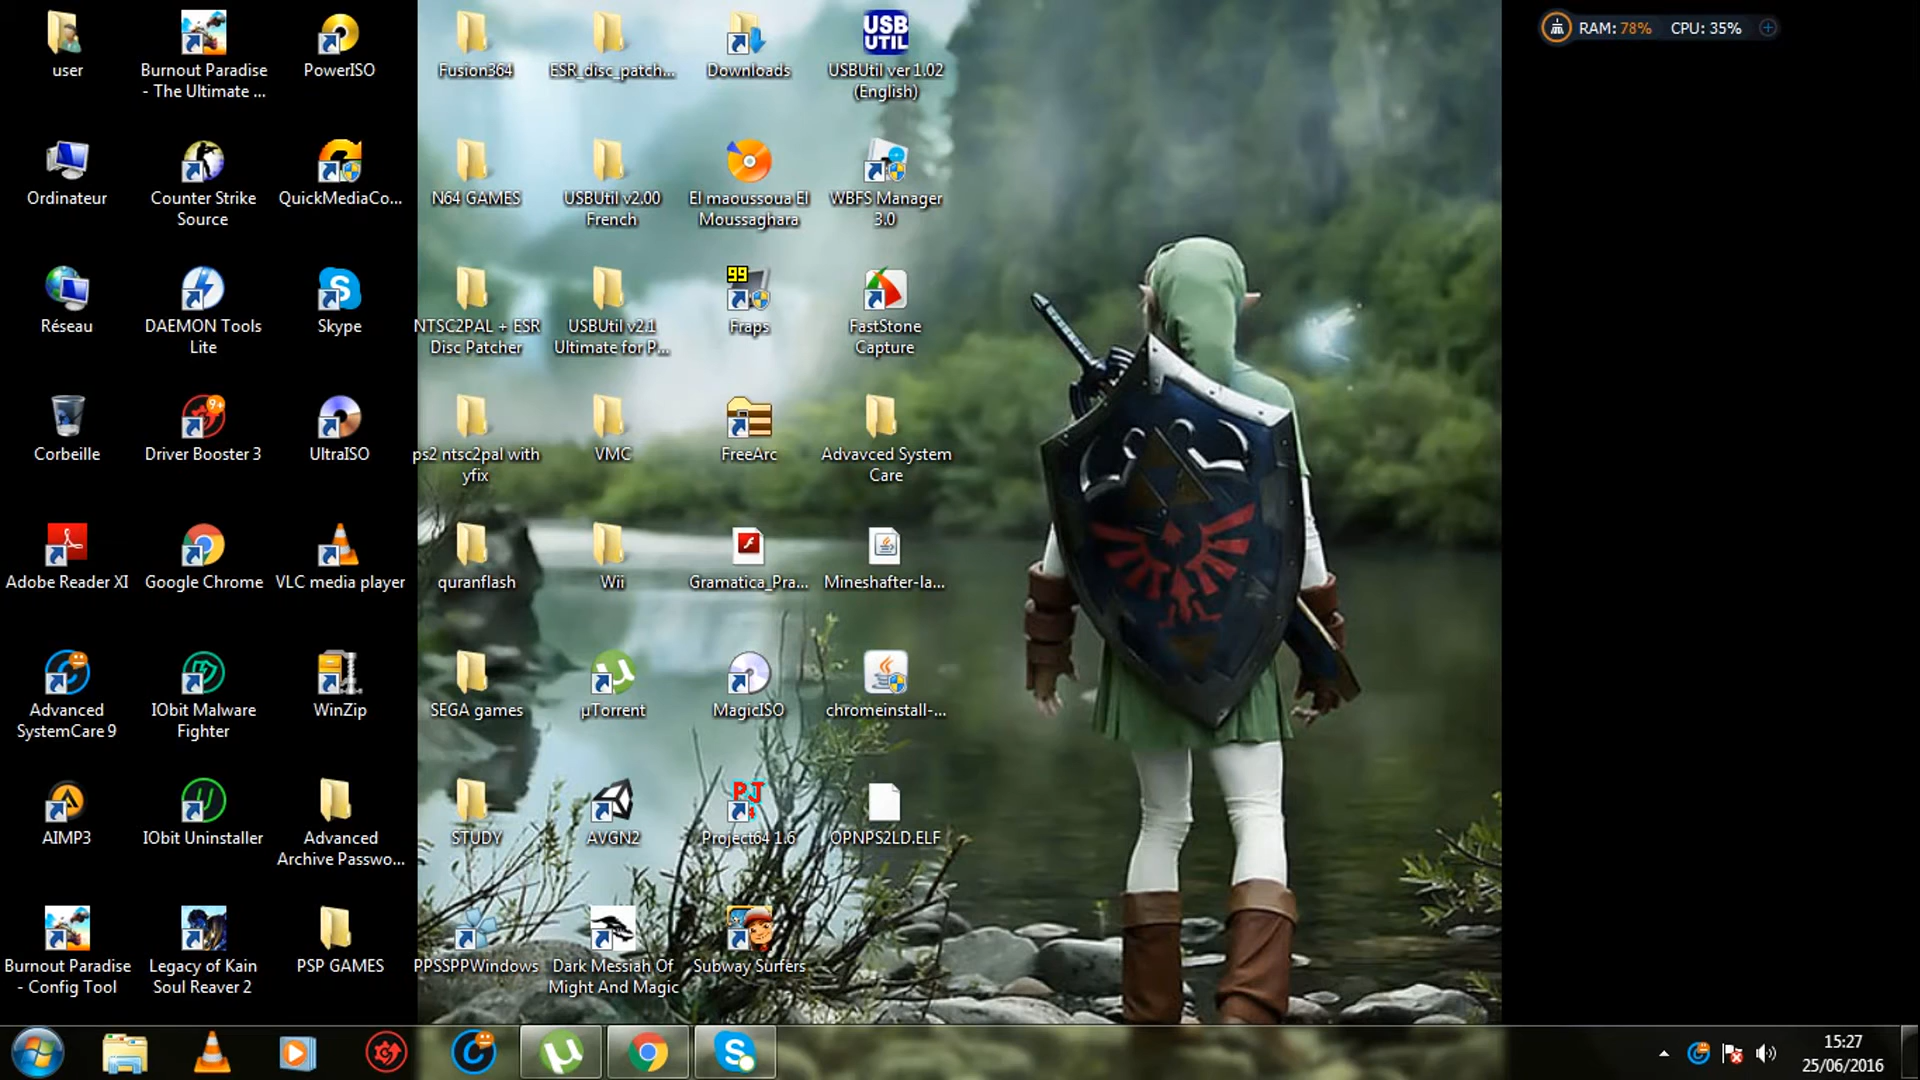 user
Burnout Paradise
- The Ultimate ...
PowerISO
Fusion364
ESR_disc_patch...
Downloads
USB
UTIL
USBUtil ver 1.02
(English)
RAM: 78%
CPU: 35%
Ordinateur
Counter Strike
Source
QuickMediaCo...
N64 GAMES
USBUtil v2.00
French
El maoussoua El
Moussaghara
WBFS Manager
3.0
Réseau
DAEMON Tools
Lite
Skype
NTSC2PAL + ESR
Disc Patcher
USBUtil v2.1
Ultimate for P...
99
Fraps
FastStone
Capture
Corbeille
9+
Driver Booster 3
UltraISO
ps2 ntsc2pal with
yfix
VMC
FreeArc
Advavced System
Care
Adobe Reader XI
Google Chrome
VLC media player
quranflash
Wii
Gramatica_Pra...
Mineshafter-la...
Advanced
SystemCare 9
IObit Malware
Fighter
WinZip
SEGA games
µTorrent
MagicISO
chromeinstall-...
AIMP3
IObit Uninstaller
Advanced
Archive Passwo...
STUDY
AVGN2
PJ
Project64 1.6
OPNPS2LD.ELF
Burnout Paradise
- Config Tool
Legacy of Kain
Soul Reaver 2
PSP GAMES
PPSSPPWindows
Dark Messiah Of
Might And Magic
Subway Surfers
15:27
25/06/2016